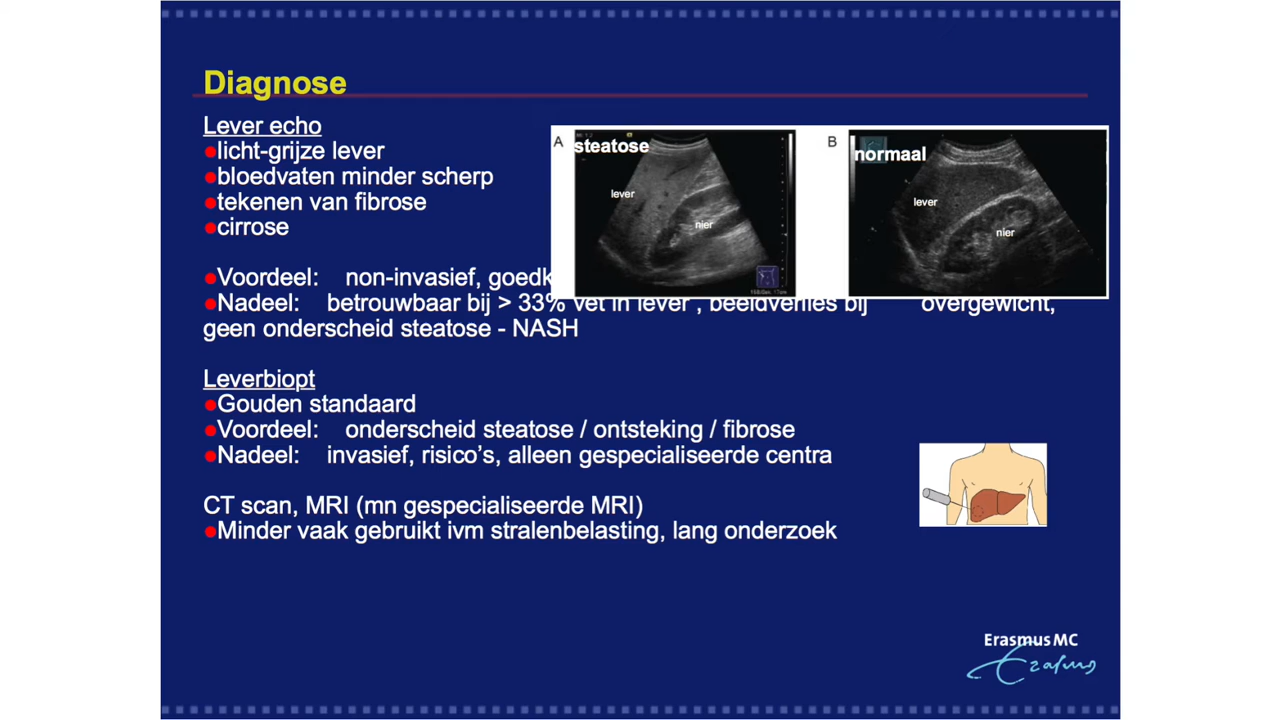 Diagnose
Lever echo
●licht-grijze lever
●bloedvaten minder scherp
●tekenen van fibrose
●cirrose
A
steatose
lever
nier
B
normaal
lever
nier
●Voordeel: non-invasief, goedk
●Nadeel: betrouwbaar bij > 33% vet in lever , beeldverlies bij overgewicht,
geen onderscheid steatose - NASH
Leverbiopt
●Gouden standaard
●Voordeel: onderscheid steatose / ontsteking / fibrose
●Nadeel: invasief, risico's, alleen gespecialiseerde centra
CT scan, MRI (mn gespecialiseerde MRI)
●Minder vaak gebruikt ivm stralenbelasting, lang onderzoek
Erasmus MC
Erasmus